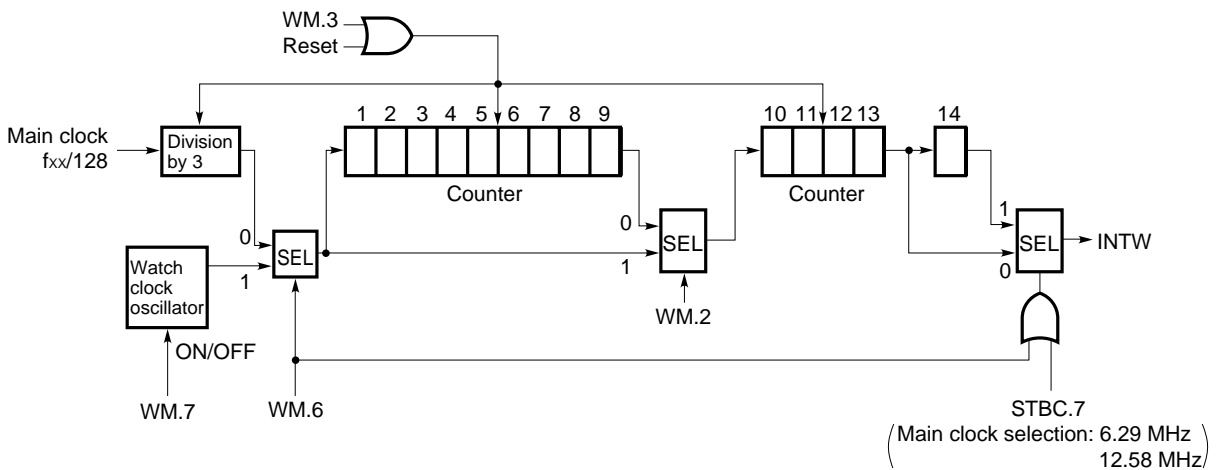 WM.3
Reset
1 2 3 4 5 6 7 8 9
10 11 12 13
14
Main clock
fxx/128
Division
by 3
Counter
Counter
0
SEL
1
0
SEL
1
1
SEL
0
INTW
Watch
clock
oscillator
ON/OFF
WM.2
WM.7
WM.6
STBC.7
(Main clock selection: 6.29 MHz
12.58 MHz)